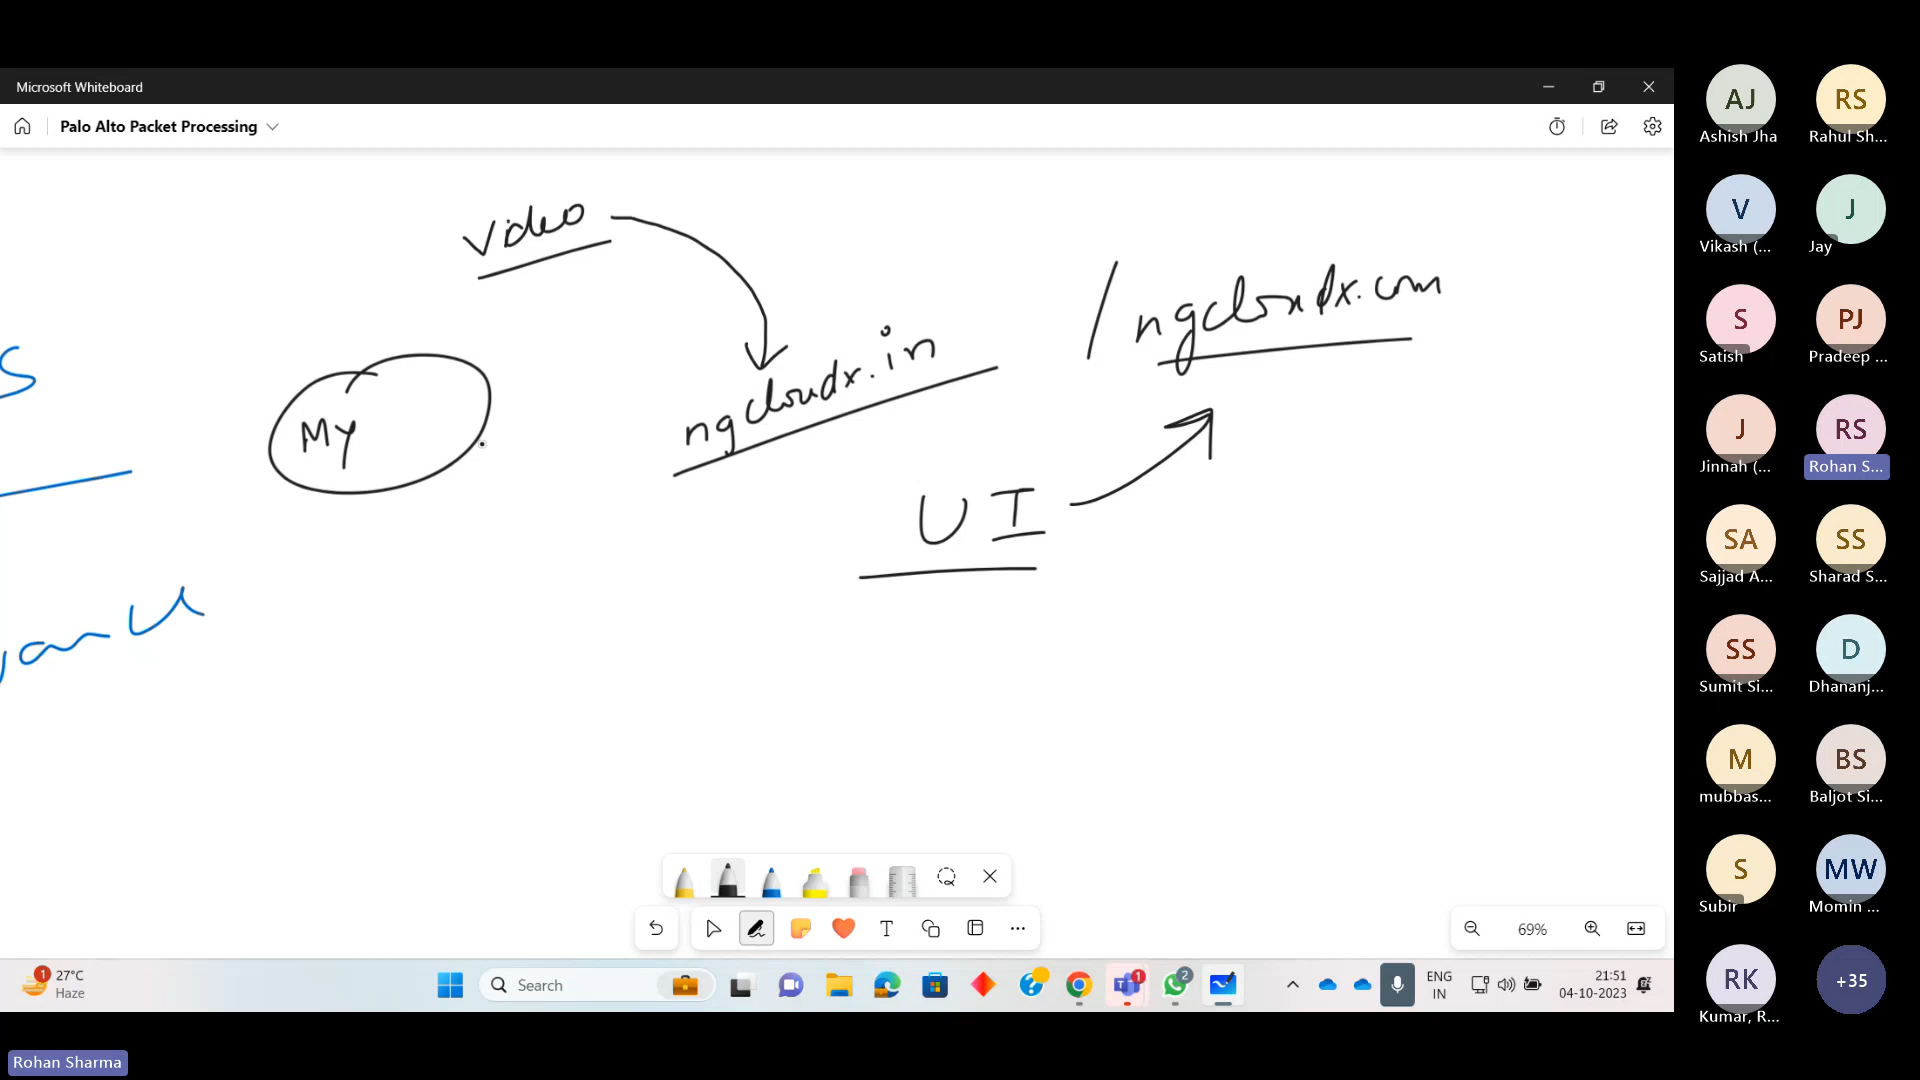 Microsoft Whiteboard
Palo Alto Packet Processing
video
/ngcloudx.com
ngcloudx.in
My
UI
S
69%
1
27°C
Haze
Search
1
2
ENG
IN
21:51
04-10-2023
AJ
Ashish Jha
RS
Rahul Sh...
V
Vikash (...
J
Jay
S
Satish
PJ
Pradeep ...
J
Jinnah (...
RS
Rohan S...
SA
Sajjad A...
SS
Sharad S...
SS
Sumit Si...
D
Dhananj...
M
mubbas...
BS
Baljot Si...
S
Subir
MW
Momin ...
RK
Kumar, R...
+35
Rohan Sharma